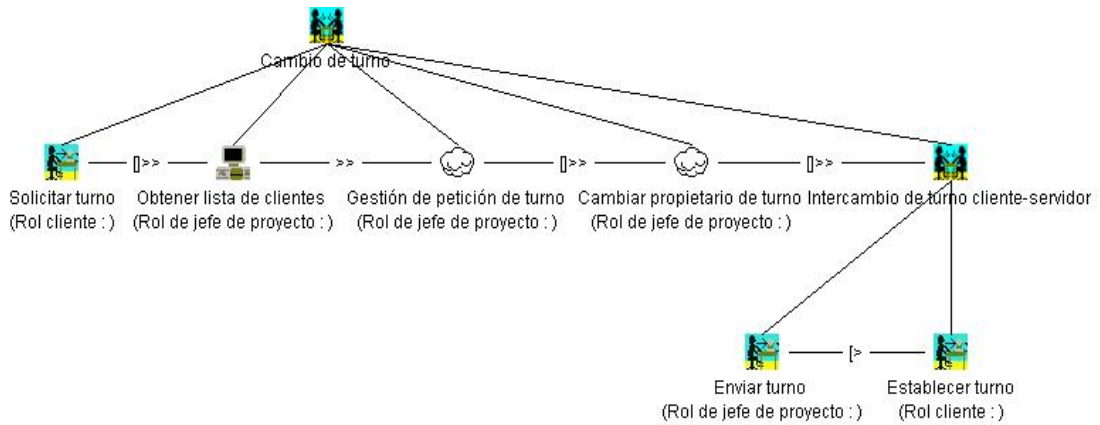 Cambio de turno
[]>> >> []>> []>>
Solicitar turno Obtener lista de clientes Gestión de petición de turno Cambiar propietario de turno Intercambio de turno cliente-servidor
(Rol cliente : ) (Rol de jefe de proyecto : ) (Rol de jefe de proyecto : ) (Rol de jefe de proyecto : )
[>
Enviar turno Establecer turno
(Rol de jefe de proyecto : ) (Rol cliente : )